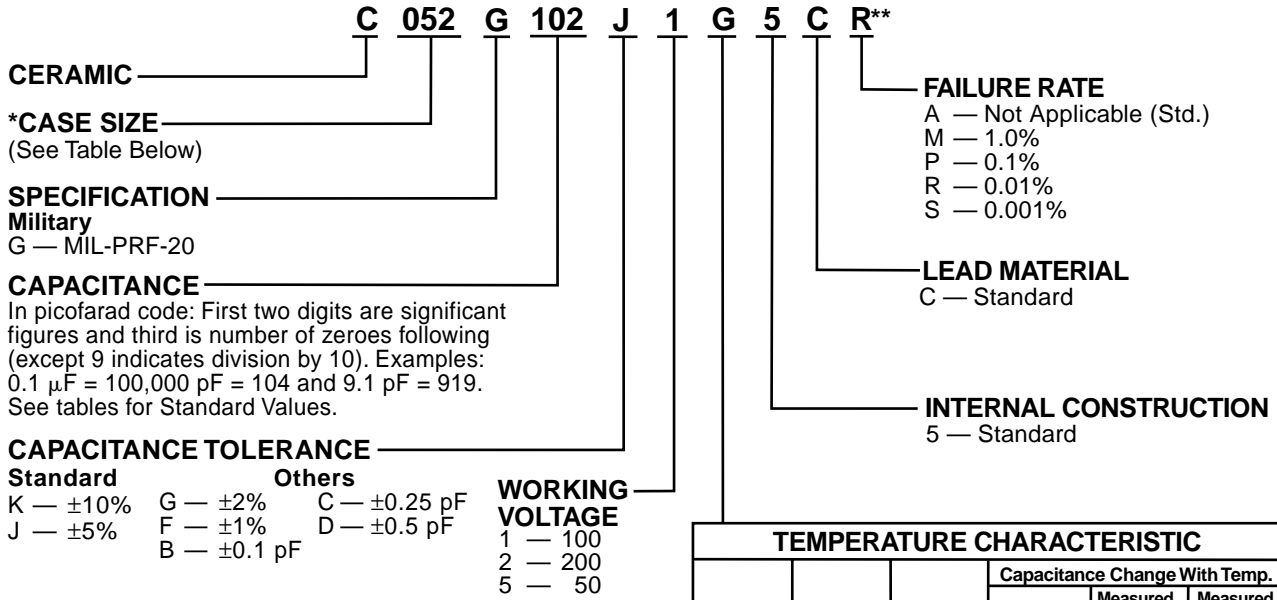 C 052 G 102 J 1 G 5 C R**
CERAMIC
*CASE SIZE
(See Table Below)
SPECIFICATION
Military
G — MIL-PRF-20
CAPACITANCE
In picofarad code: First two digits are significant
figures and third is number of zeroes following
(except 9 indicates division by 10). Examples:
0.1 μF = 100,000 pF = 104 and 9.1 pF = 919.
See tables for Standard Values.
CAPACITANCE TOLERANCE
Standard Others
K — ±10% G — ±2% C — ±0.25 pF
J — ±5% F — ±1% D — ±0.5 pF
B — ±0.1 pF
WORKING
VOLTAGE
1 — 100
2 — 200
5 — 50
FAILURE RATE
A — Not Applicable (Std.)
M — 1.0%
P — 0.1%
R — 0.01%
S — 0.001%
LEAD MATERIAL
C — Standard
INTERNAL CONSTRUCTION
5 — Standard
TEMPERATURE CHARACTERISTIC
Capacitance Change With Temp.
Measured Measured